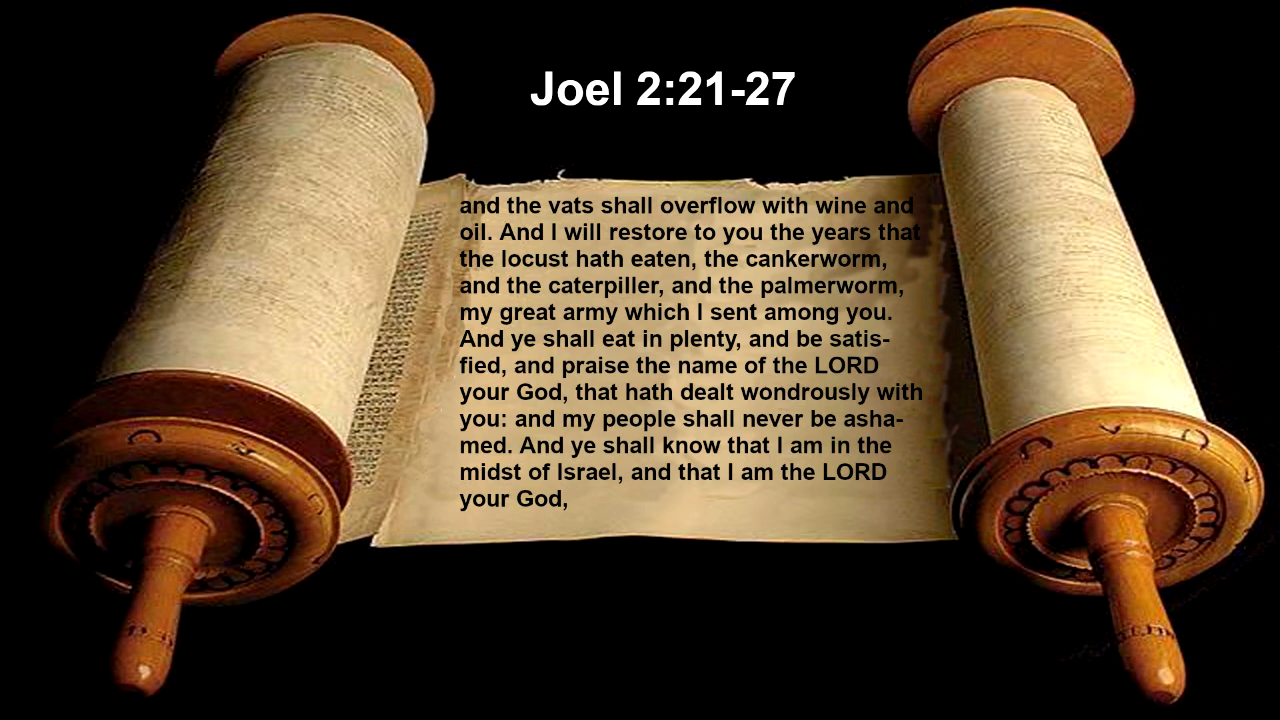 Joel 2:21-27
and the vats shall overflow with wine and
oil. And I will restore to you the years that
the locust hath eaten, the cankerworm,
and the caterpiller, and the palmerworm,
my great army which I sent among you.
And ye shall eat in plenty, and be satis-
fied, and praise the name of the LORD
your God, that hath dealt wondrously with
you: and my people shall never be asha-
med. And ye shall know that I am in the
midst of Israel, and that I am the LORD
your God,